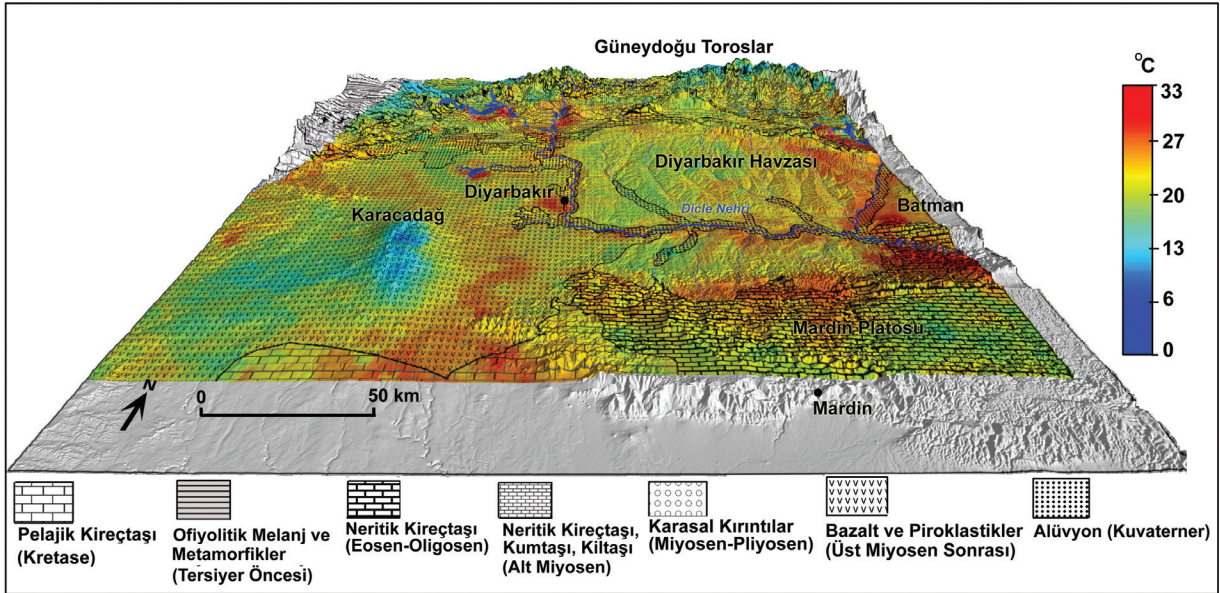 Güneydoğu Toroslar
°C
33
27
20
13
6
0
Diyarbakır Havzası
Diyarbakır
Batman
Karacadağ
Dicle Nehri
Mardin Platosu
N
0
50 km
Mardin
Pelajik Kireçtaşı
(Kretase)
Ofiyolitik Melanj ve
Metamorfikler
(Tersiyer Öncesi)
Neritik Kireçtaşı
(Eosen-Oligosen)
Neritik Kireçtaşı,
Kumtaşı, Kiltaşı
(Alt Miyosen)
Karasal Kırıntılar
(Miyosen-Pliyosen)
Bazalt ve Piroklastikler
(Üst Miyosen Sonrası)
Alüvyon (Kuvaterner)